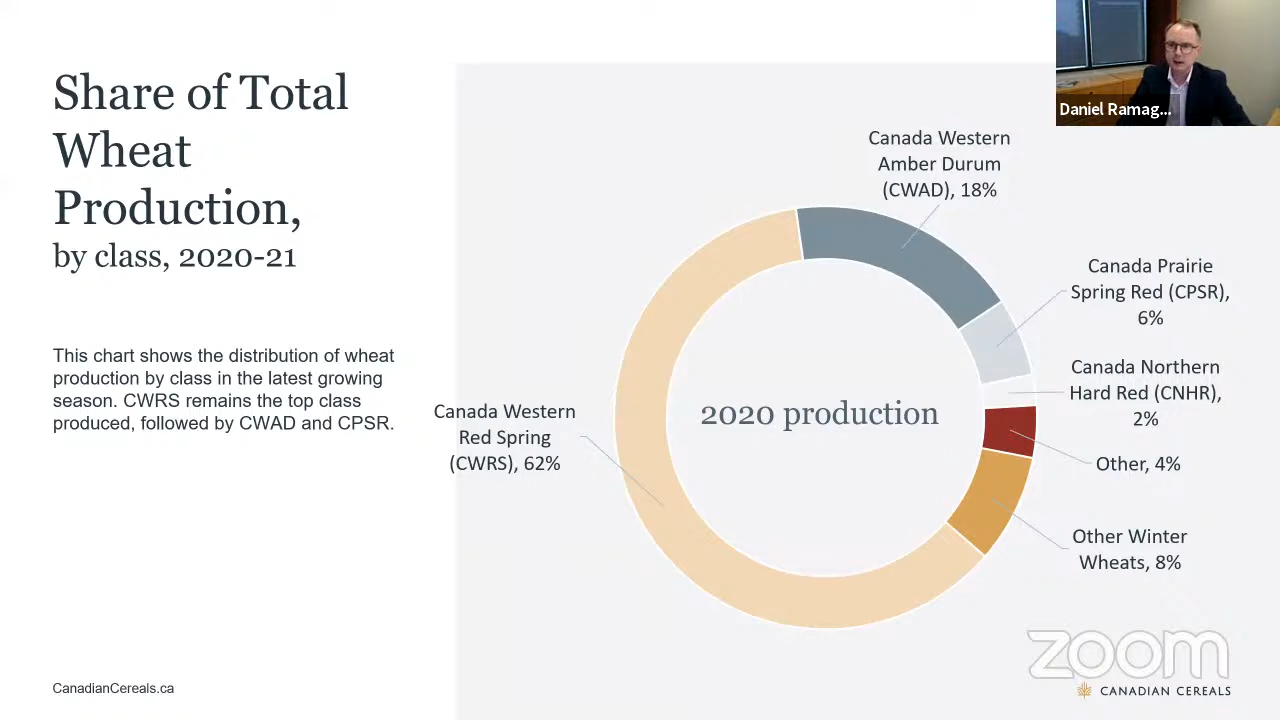 Share of Total
Wheat
Production,
by class, 2020-21
This chart shows the distribution of wheat
production by class in the latest growing
season. CWRS remains the top class
produced, followed by CWAD and CPSR.
CanadianCereals.ca
Daniel Ramag...
Canada Western
Amber Durum
(CWAD), 18%
Canada Prairie
Spring Red (CPSR),
6%
Canada Northern
Hard Red (CNHR),
2%
Other, 4%
Other Winter
Wheats, 8%
Canada Western
Red Spring
(CWRS), 62%
2020 production
zoom
CANADIAN CEREALS